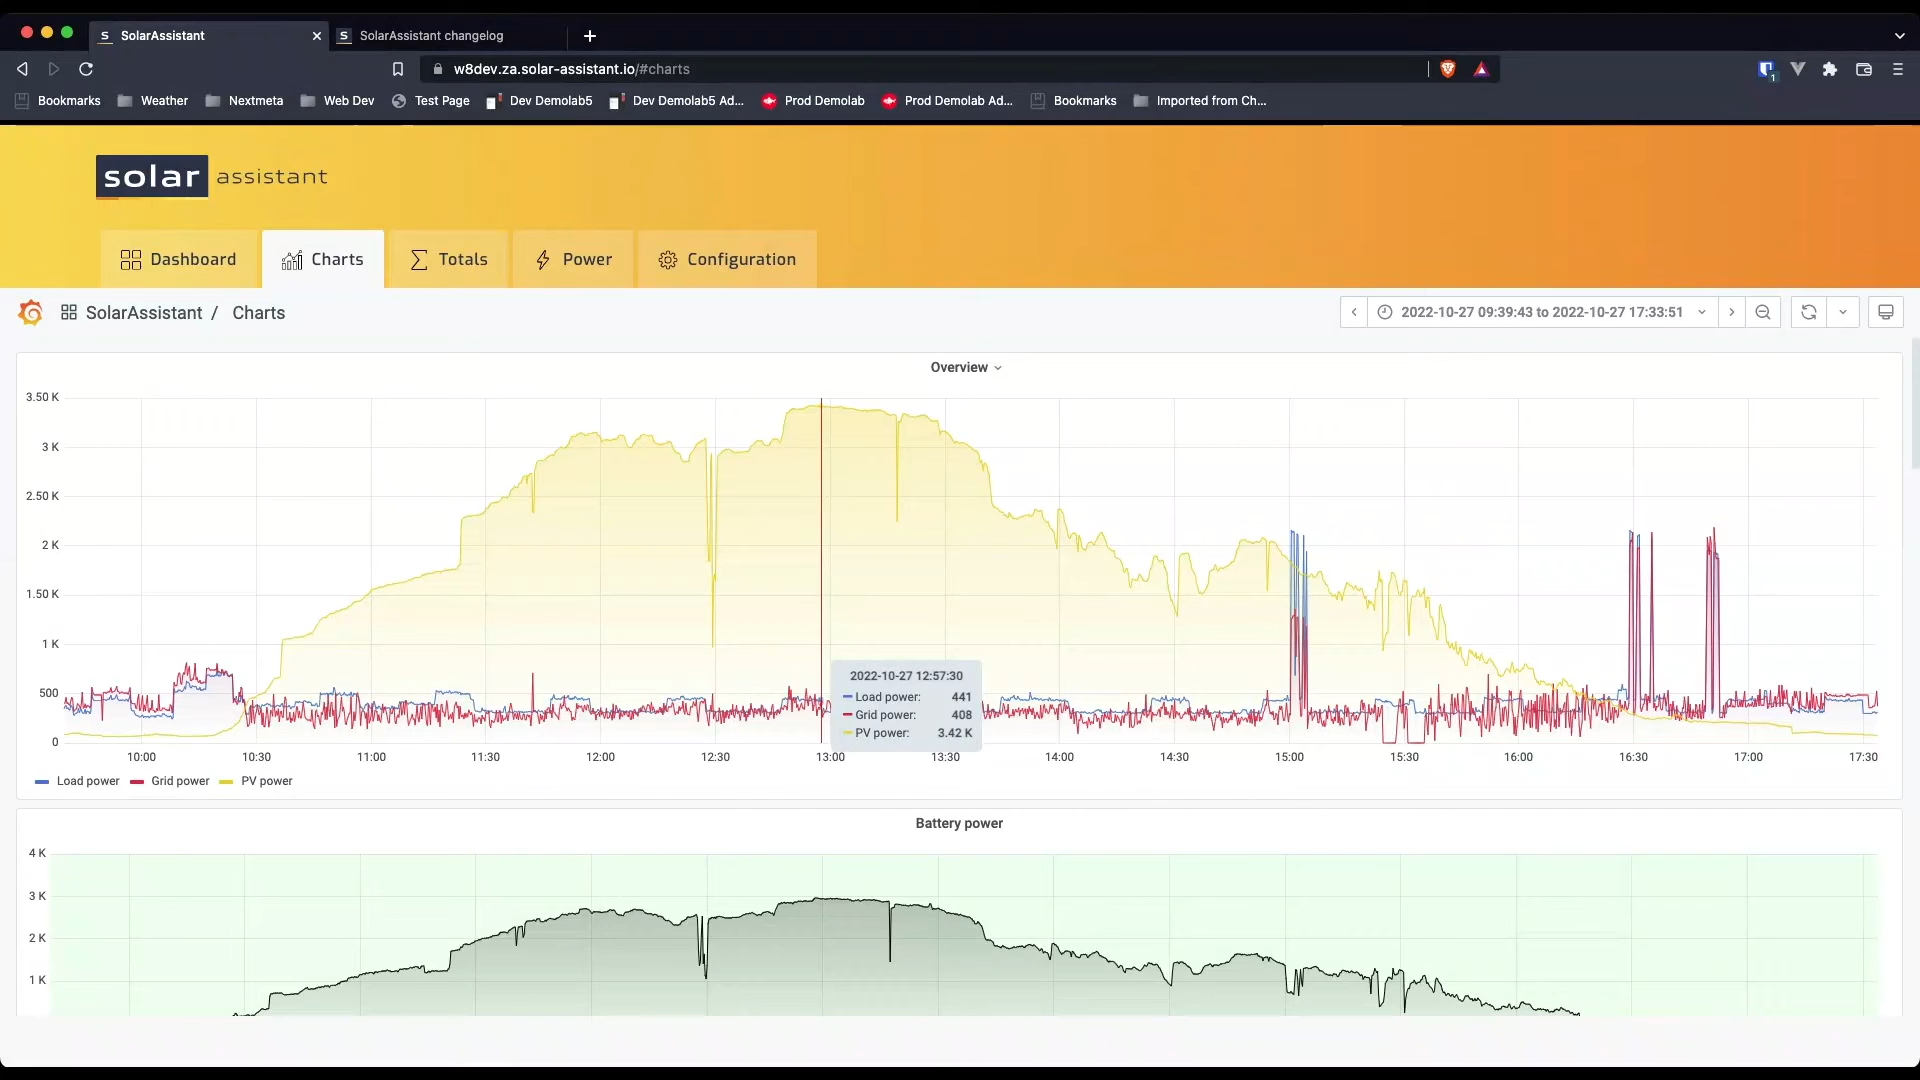 SolarAssistant
SolarAssistant changelog
w8dev.za.solar-assistant.io/#charts
1
Bookmarks
Weather
Nextmeta
Web Dev
Test Page
Dev Demolab5
Dev Demolab5 Ad...
Prod Demolab
Prod Demolab Ad...
Bookmarks
Imported from Ch...
solar assistant
Dashboard
Charts
Totals
Power
Configuration
SolarAssistant / Charts
2022-10-27 09:39:43 to 2022-10-27 17:33:51
Overview
3.50 K
3 K
2.50 K
2 K
1.50 K
1 K
500
0
2022-10-27 12:57:30
Load power: 441
Grid power: 408
PV power: 3.42 K
10:00 10:30 11:00 11:30 12:00 12:30 13:00 13:30 14:00 14:30 15:00 15:30 16:00 16:30 17:00 17:30
Load power Grid power PV power
Battery power
4 K
3 K
2 K
1 K